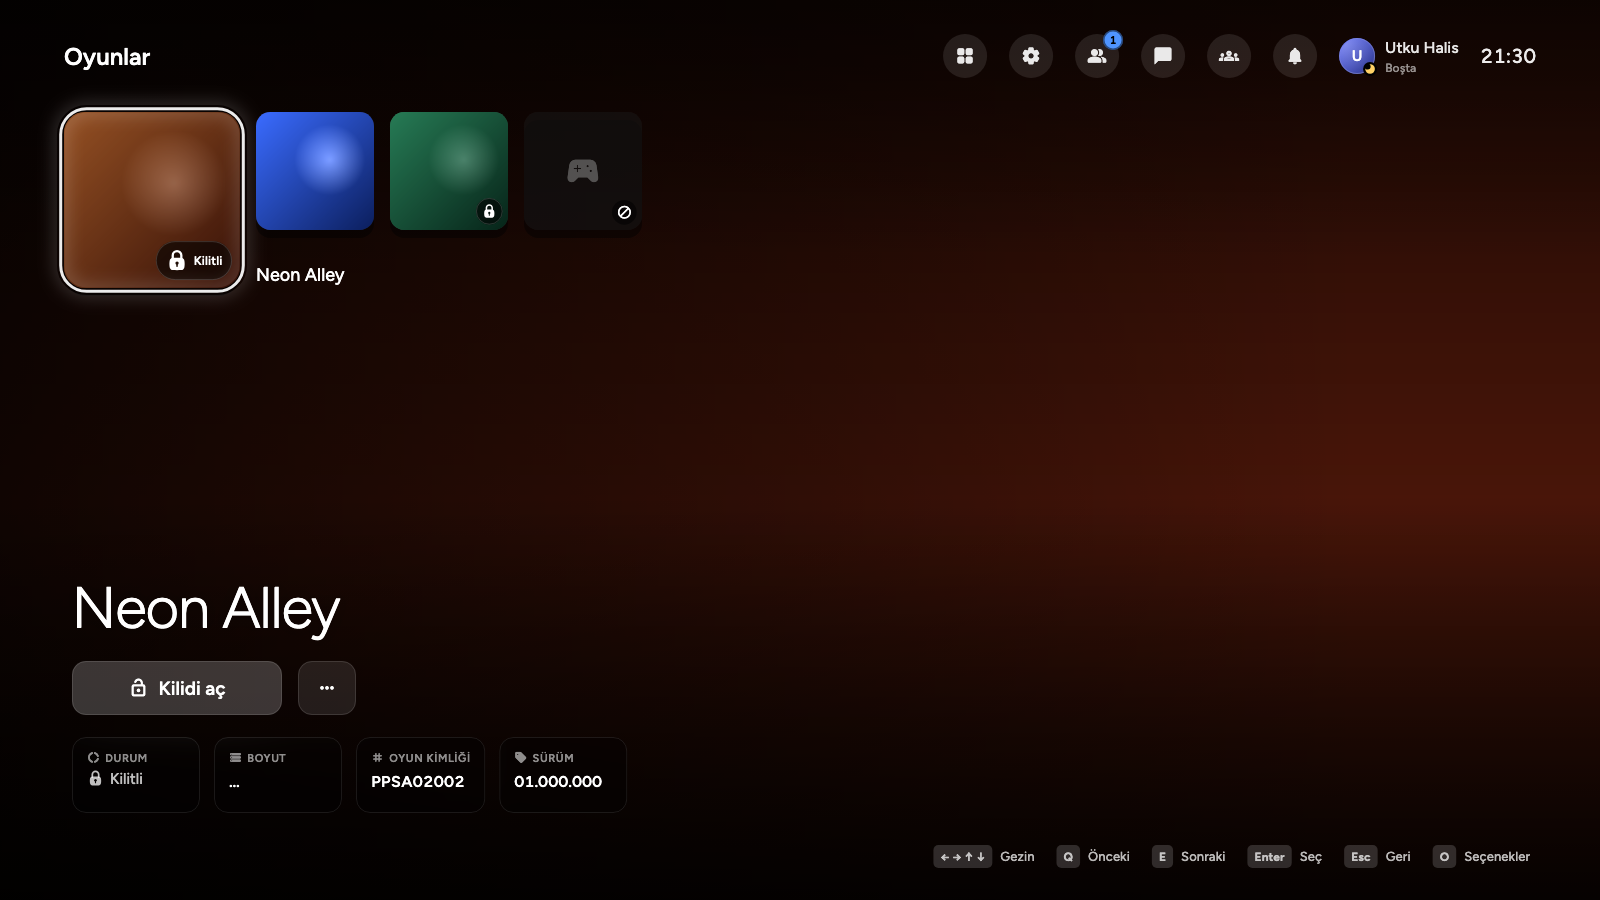 Oyunlar
1
U
Utku Halis
Boşta
21:30
Kilitli
Neon Alley
Neon Alley
Kilidi aç
DURUM
Kilitli
BOYUT
...
OYUN KİMLİĞİ
PPSA02002
SÜRÜM
01.000.000
Gezin
Q Önceki
E Sonraki
Enter Seç
Esc Geri
O Seçenekler